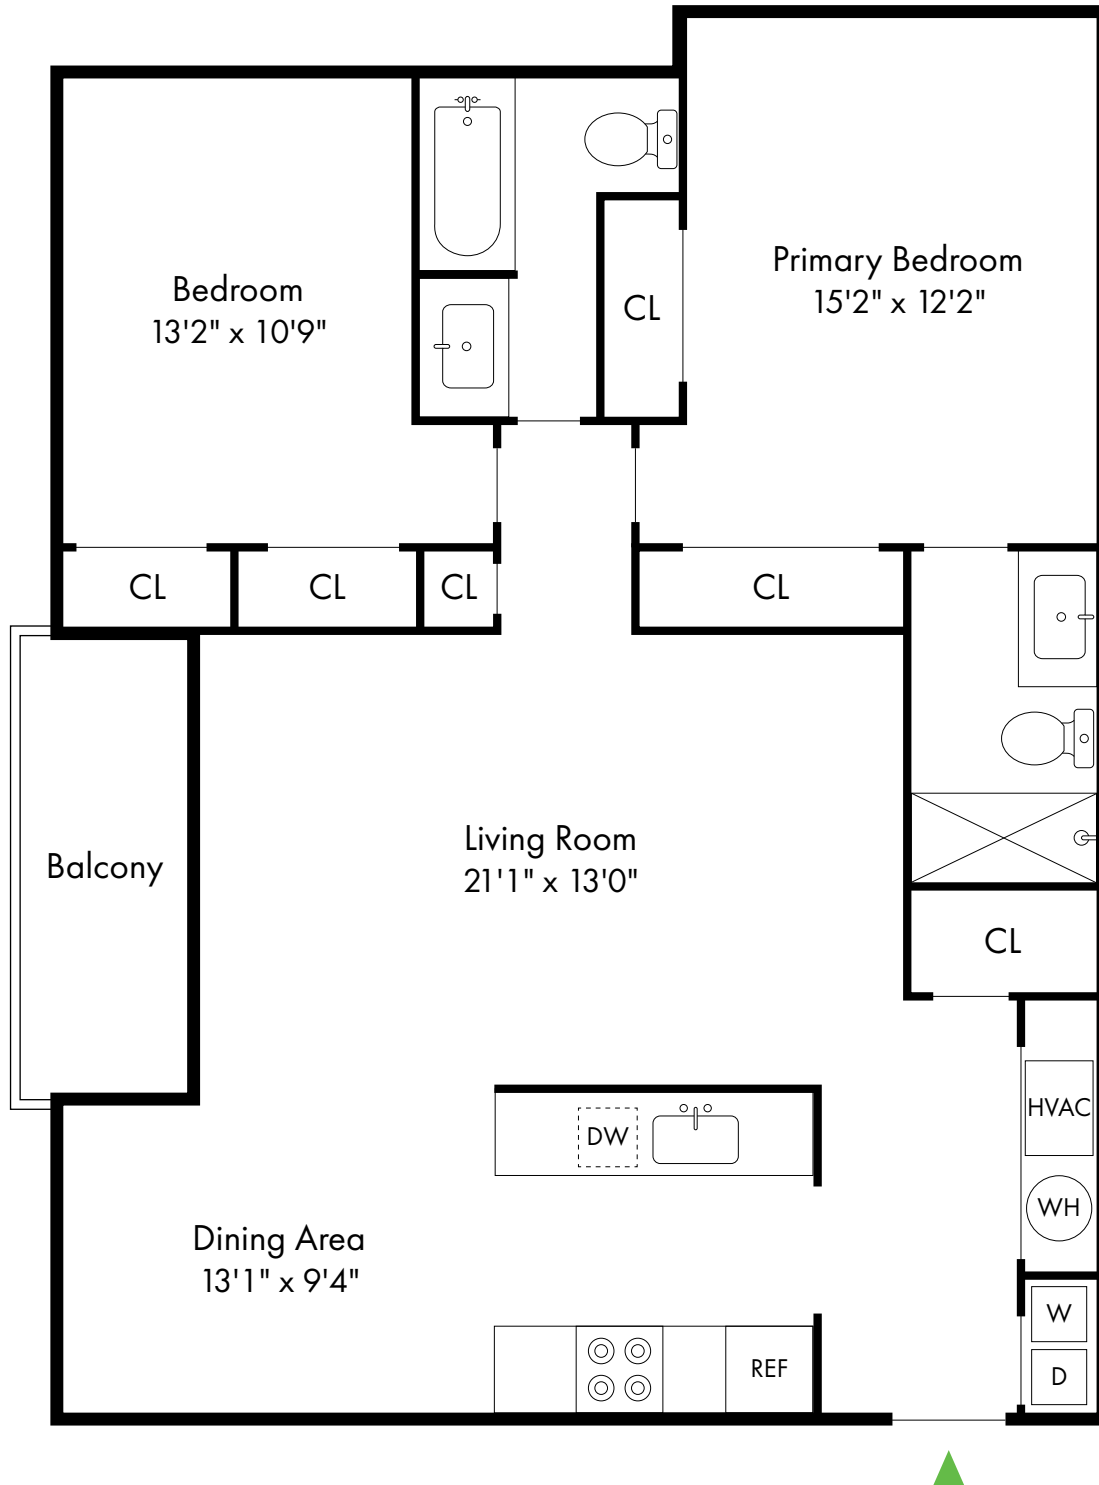 Primary Bedroom
15'2" x 12'2"
Bedroom
13'2" x 10'9"
CL
CL
CL
CL
CL
Living Room
21'1" x 13'0"
Balcony
CL
HVAC
DW
WH
Dining Area
13'1" x 9'4"
W
REF
D